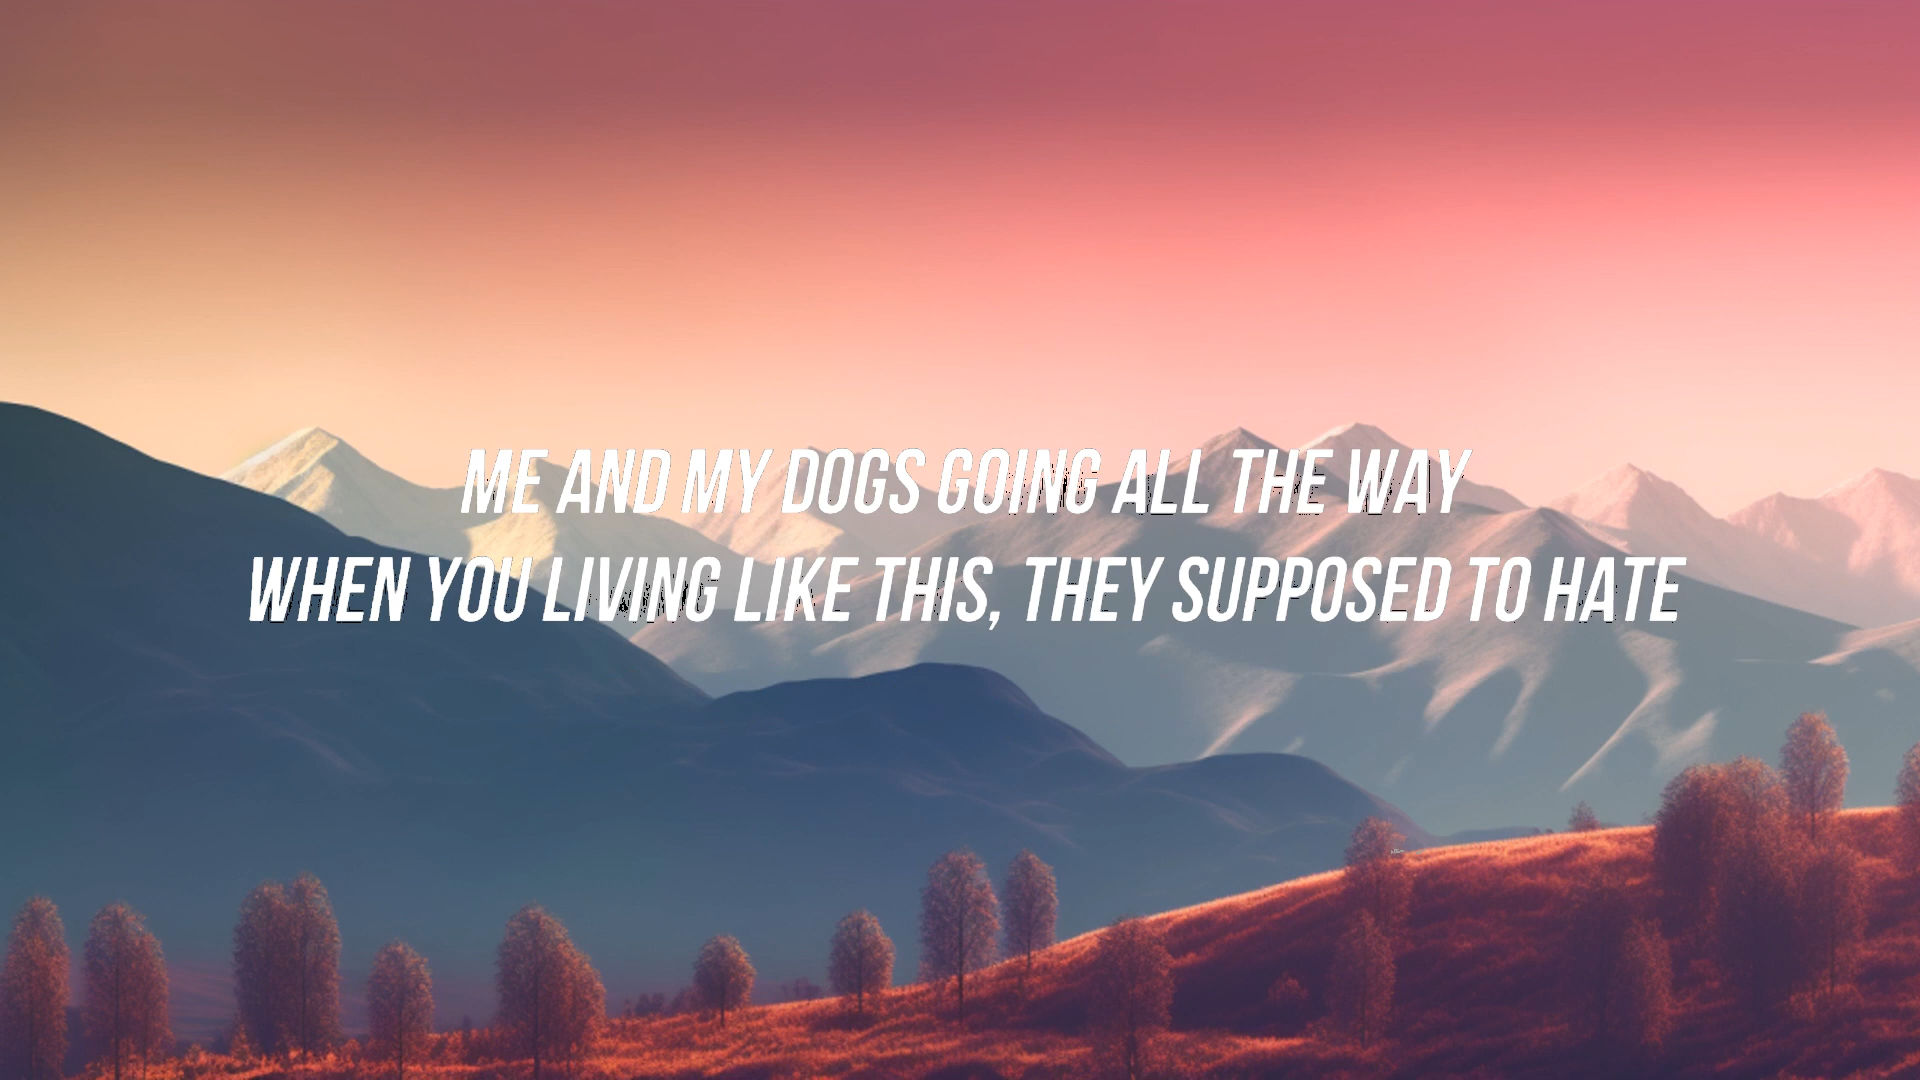 ME AND MY DOGS GOING ALL THE WAY
WHEN YOU LIVING LIKE THIS, THEY SUPPOSED TO HATE